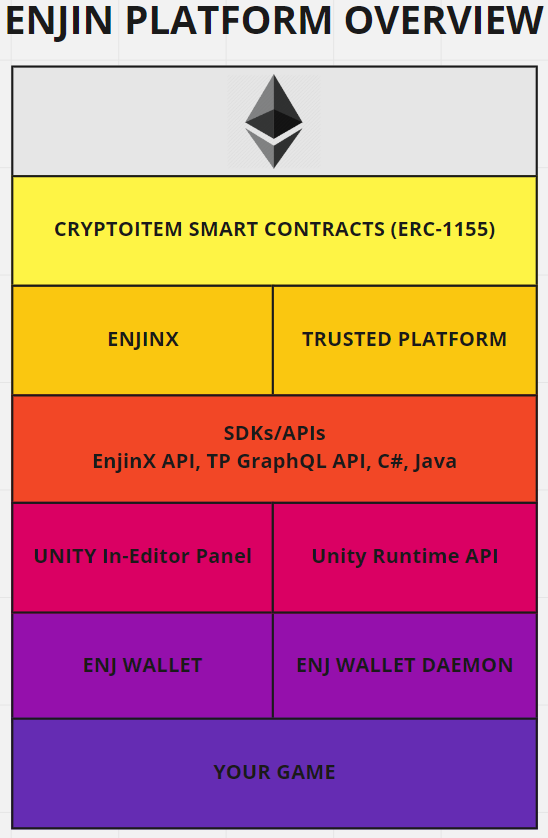 ENJIN PLATFORM OVERVIEW
CRYPTOITEM SMART CONTRACTS (ERC-1155)
ENJINX
TRUSTED PLATFORM
SDKs/APIs
EnjinX API, TP GraphQL API, C#, Java
UNITY In-Editor Panel
Unity Runtime API
ENJ WALLET
ENJ WALLET DAEMON
YOUR GAME